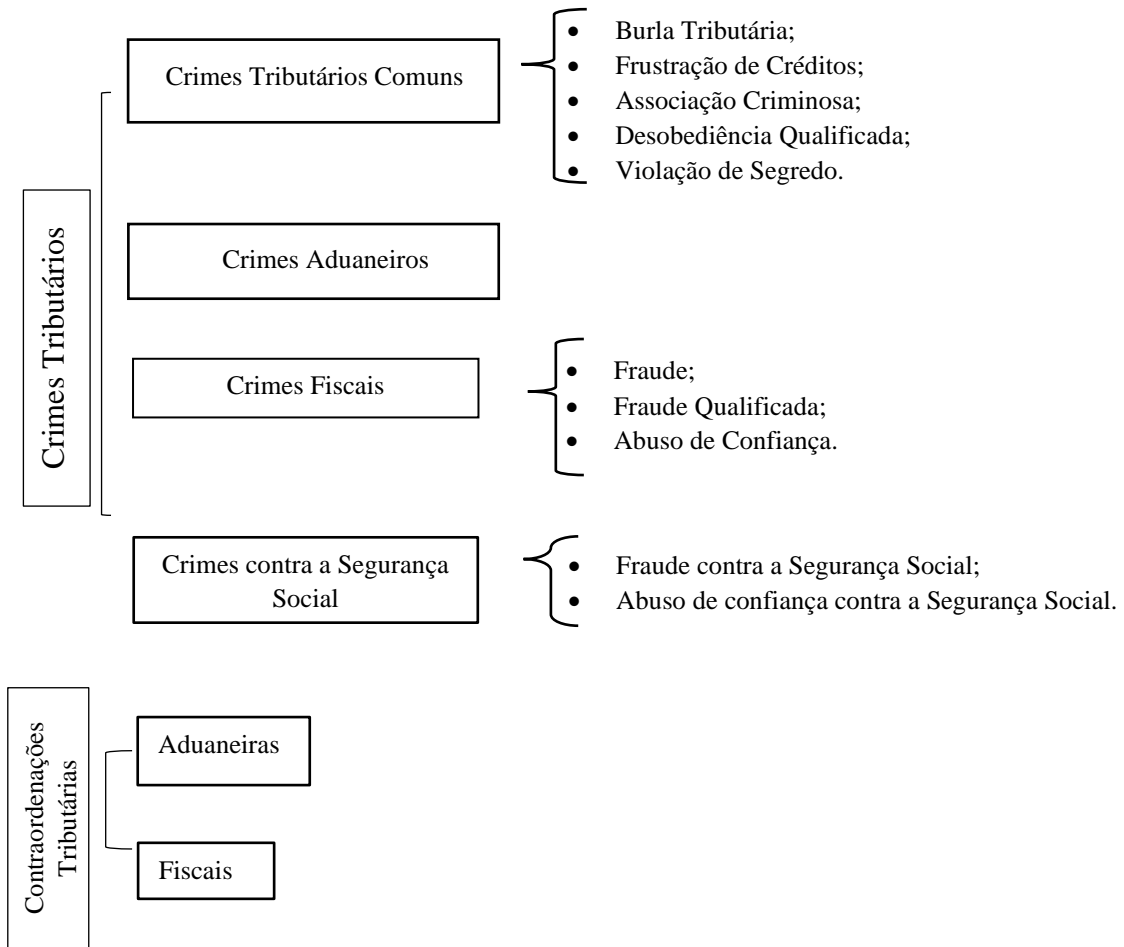 Crimes Tributários
Crimes Tributários Comuns
• Burla Tributária;
• Frustração de Créditos;
• Associação Criminosa;
• Desobediência Qualificada;
• Violação de Segredo.
Crimes Aduaneiros
Crimes Fiscais
• Fraude;
• Fraude Qualificada;
• Abuso de Confiança.
Crimes contra a Segurança
Social
• Fraude contra a Segurança Social;
• Abuso de confiança contra a Segurança Social.
Contraordenações
Tributárias
Aduaneiras
Fiscais